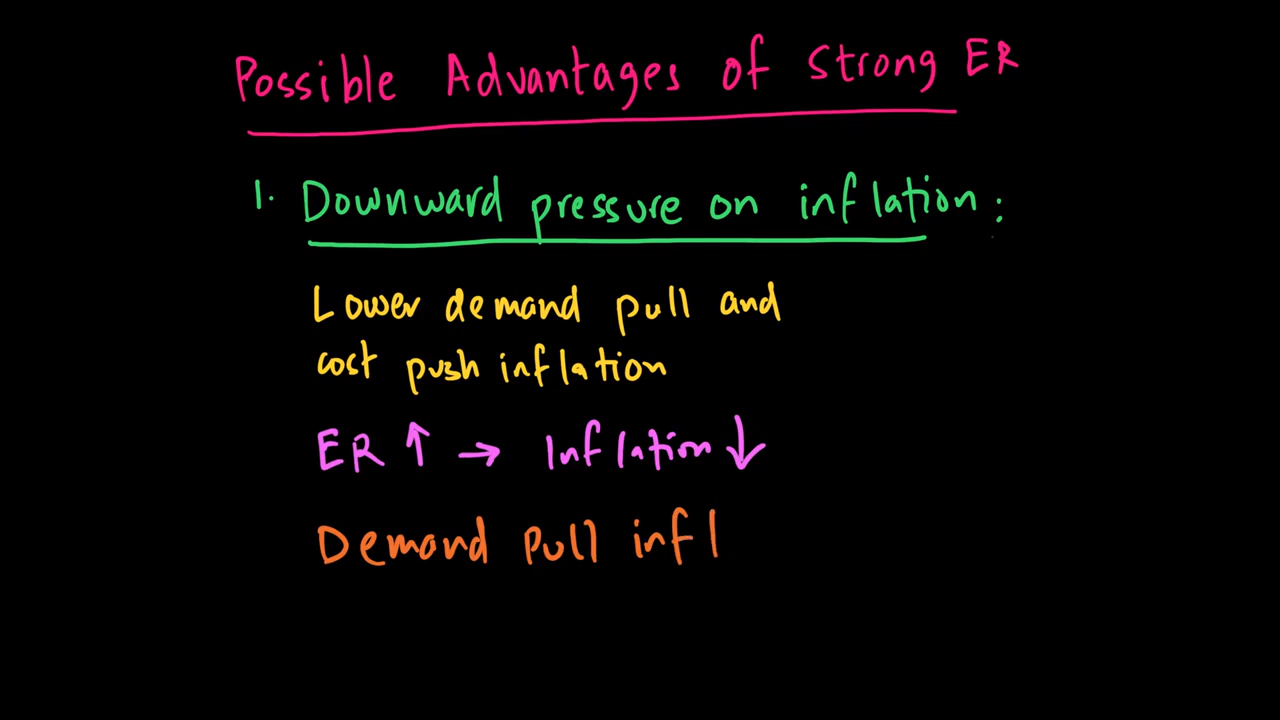 Possible Advantages of Strong ER
1. Downward pressure on inflation:
Lower demand pull and
cost push inflation
ER ↑ → Inflation ↓
Demand pull infl